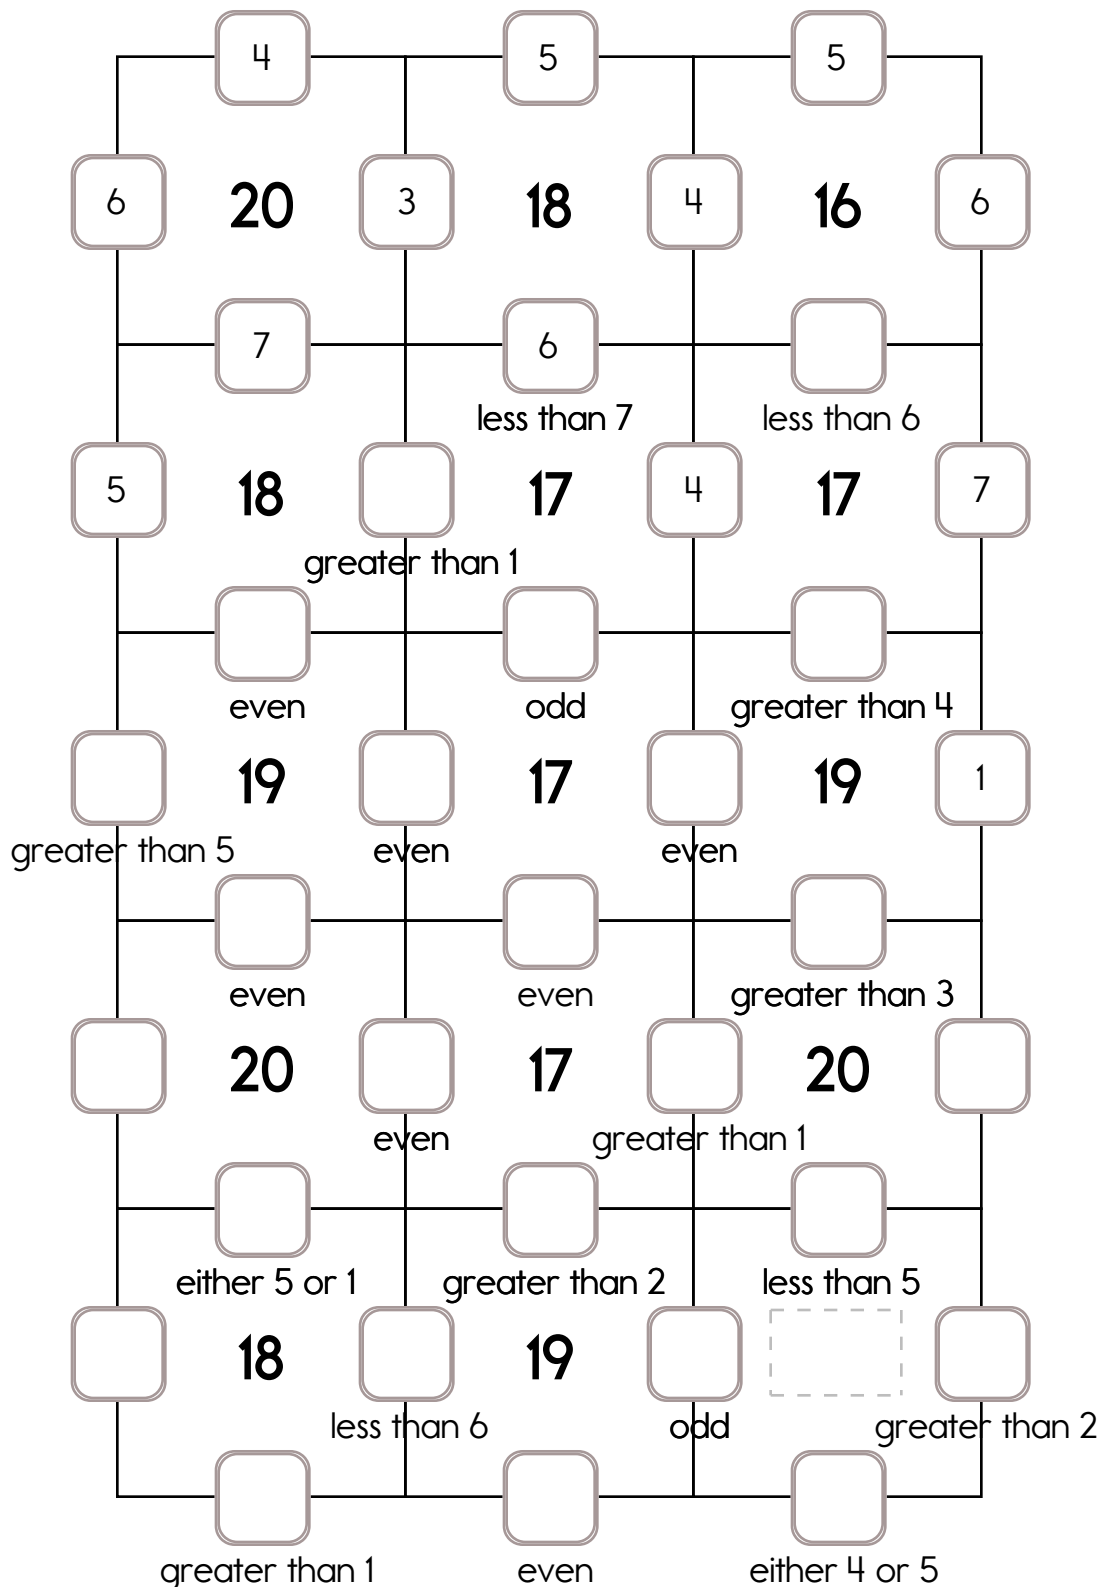 4 5 5
6 20 3 18 4 16 6
7 6
less than 7 less than 6
5 18 17 4 17 7
greater than 1
even odd greater than 4
19 17 19 1
greater than 5 even even
even even greater than 3
20 17 20
even greater than 1
either 5 or 1 greater than 2 less than 5
18 19
less than 6 odd greater than 2
greater than 1 even either 4 or 5